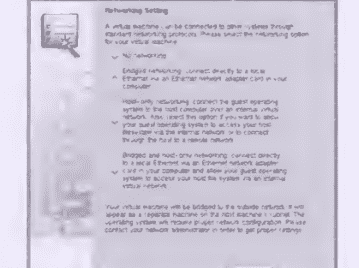 Networking Setting
A virtual machine can be connected to other systems through
standard networking protocols. Please select the networking option
for your virtual machine
No networking
Bridged networking: connect directly to a local
Ethernet via an Ethernet network adapter card in your
computer
Host-only networking: connect the guest operating
system to the host computer over an internal virtual
network. Also, select this option if you want to allow
your guest operating system to access your host
filesystem via the internal network or to connect
through the host to a remote network
Bridged and host-only networking: connect directly
to a local Ethernet via an Ethernet network adapter
card in your computer and allow your guest operating
system to access your host file system via an internal
virtual network
Your virtual machine will be bridged to the outside network. It will
appear as a separate machine on the host machine's
operating system will require proper network configuration. Please
contact your network administrator in order to get proper settings